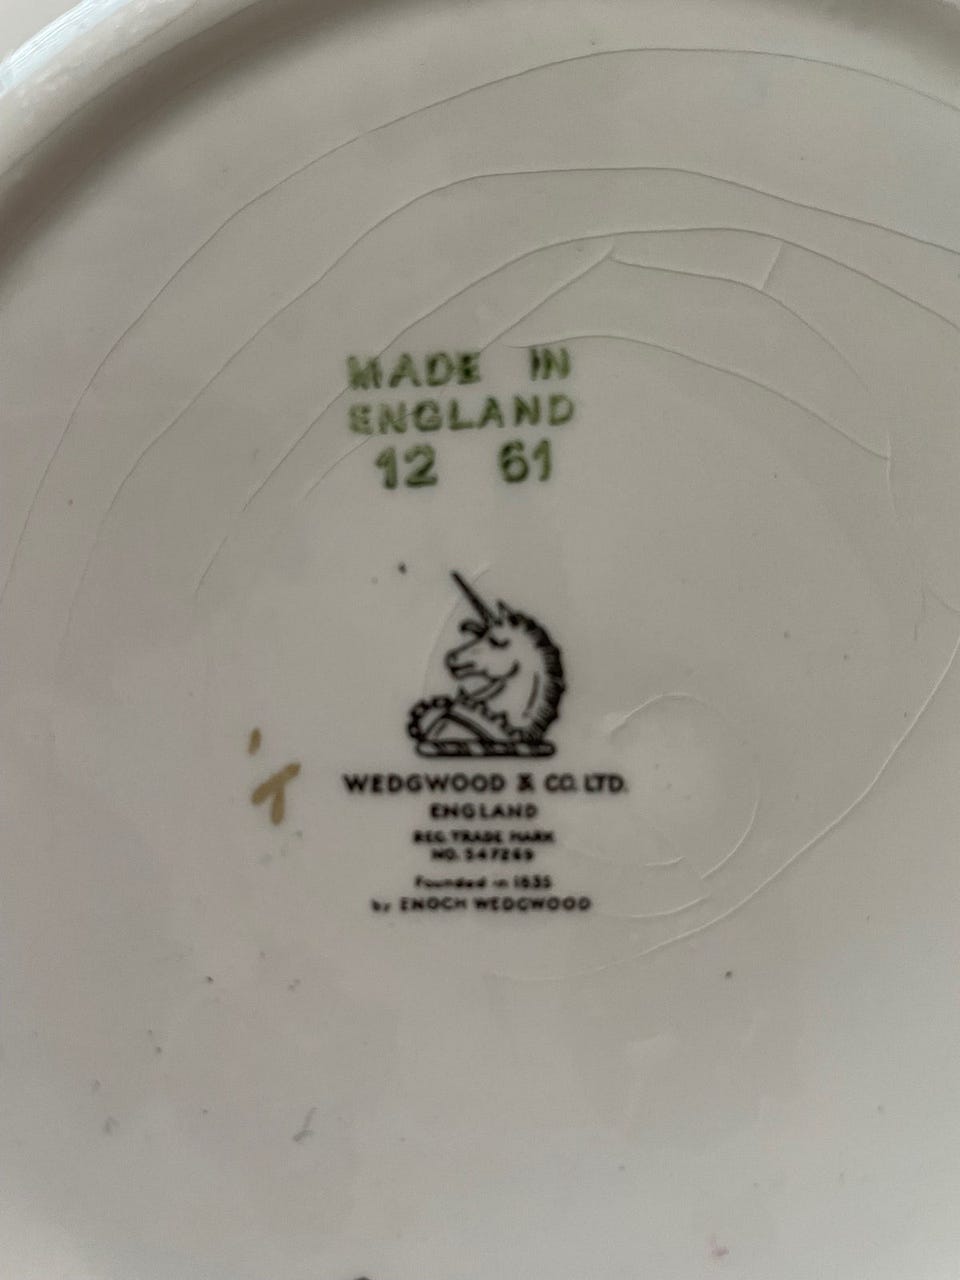 MADE IN
ENGLAND
12 61
WEDGWOOD & CO. LTD.
ENGLAND
REG. TRADE MARK
NO. 547269
Founded in 1835
by ENOCH WEDGWOOD